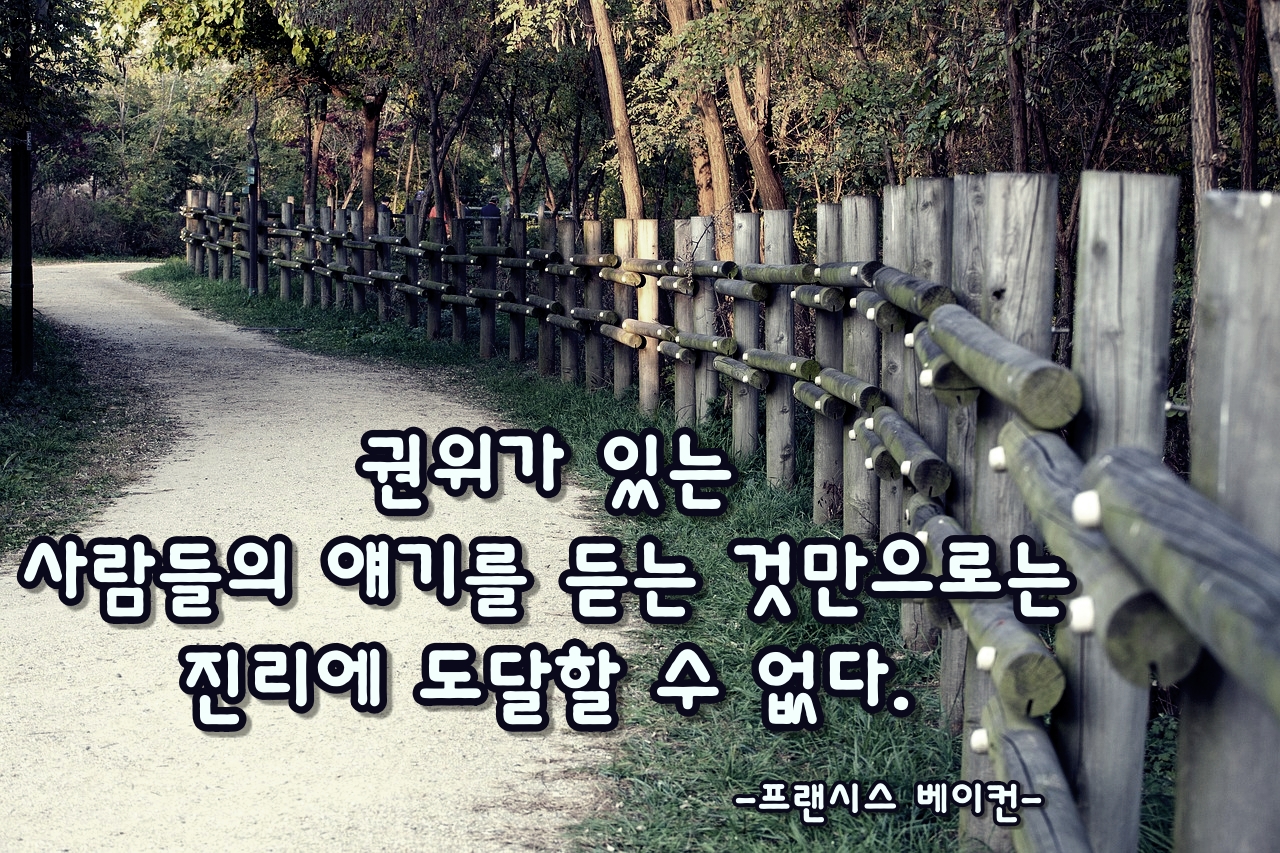 권위가 있는
사람들의 얘기를 듣는 것만으로는
진리에 도달할 수 없다.
-프랜시스 베이컨-